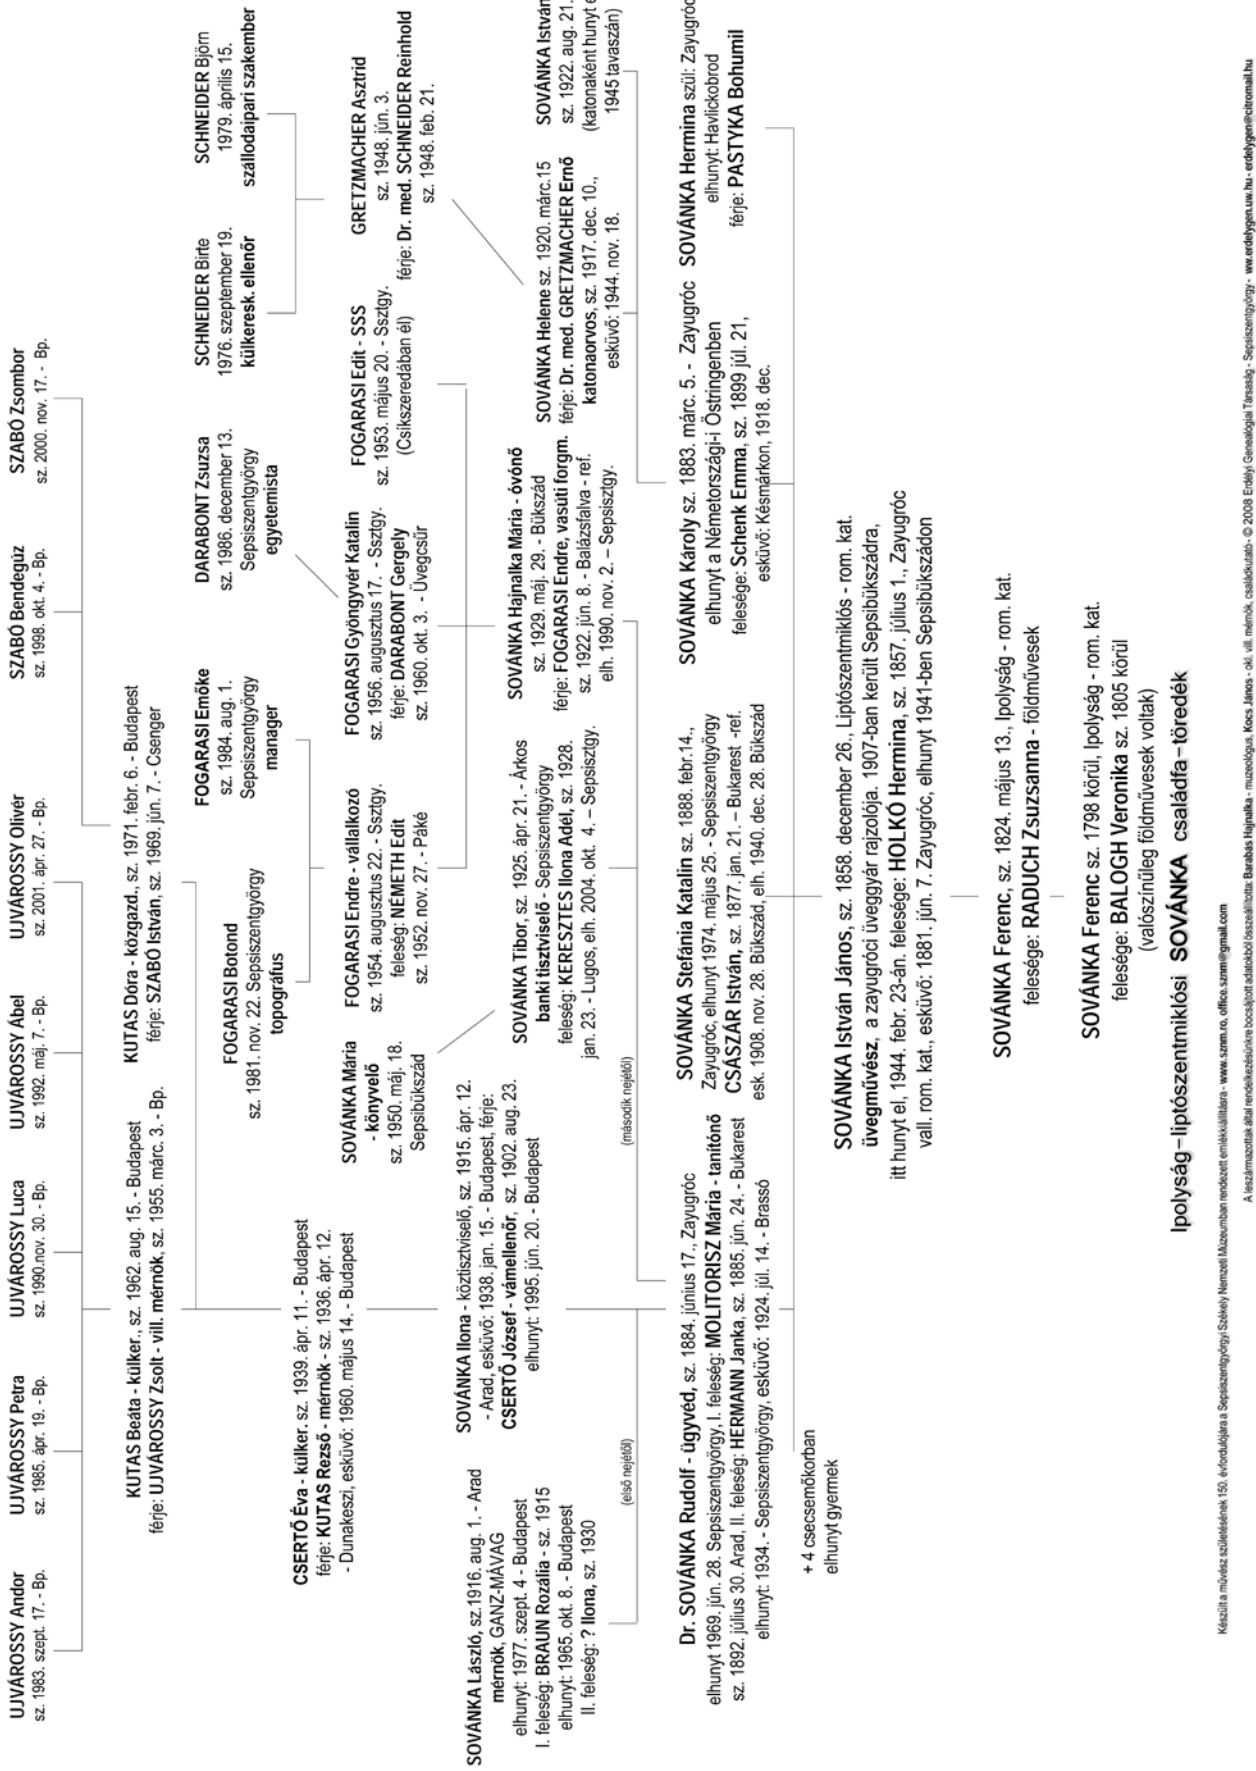 UJVÁROSSY Andor
sz. 1983. szept. 17. - Bp.
UJVÁROSSY Petra
sz. 1985. ápr. 19. - Bp.
UJVÁROSSY Luca
sz. 1990.nov. 30. - Bp.
UJVÁROSSY Ábel
sz. 1992. máj. 7. - Bp.
UJVÁROSSY Olivér
sz. 2001. ápr. 27. - Bp.
SZABÓ Bendegúz
sz. 1998. okt. 4. - Bp.
SZABÓ Zsombor
sz. 2000. nov. 17. - Bp.
KUTAS Beáta - külker., sz. 1962. aug. 15. - Budapest
férje: UJVÁROSSY Zsolt - vill. mérnök, sz. 1955. márc. 3. - Bp.
KUTAS Dóra - közgazd., sz. 1971. febr. 6. - Budapest
férje: SZABÓ István, sz. 1969. jún. 7. - Csenger
FOGARASI Botond
sz. 1981. nov. 22. Sepsiszentgyörgy
topográfus
FOGARASI Emőke
sz. 1984. aug. 1.
Sepsiszentgyörgy
manager
DARABONT Zsuzsa
sz. 1986. december 13.
Sepsiszentgyörgy
egyetemista
SCHNEIDER Birte
1976. szeptember 19.
külkeresk. ellenőr
SCHNEIDER Björn
1979. április 15.
szállodaipari szakember
CSERTŐ Éva - külker. sz. 1939. ápr. 11. - Budapest
férje: KUTAS Rezső - mérnök - sz. 1936. ápr. 12.
- Dunakeszi, esküvő: 1960. május 14. - Budapest
SOVÁNKA Mária
- könyvelő
sz. 1950. máj. 18.
Sepsibükszád
FOGARASI Endre - vállalkozó
sz. 1954. augusztus 22. - Ssztgy.
feleség: NÉMETH Edit
sz. 1952. nov. 27. - Páké
FOGARASI Gyöngyvér Katalin
sz. 1956. augusztus 17. - Ssztgy.
férje: DARABONT Gergely
sz. 1960. okt. 3. - Üvegcsűr
FOGARASI Edit - SSS
sz. 1953. május 20. - Ssztgy.
(Csíkszeredában él)
GRETZMACHER Asztrid
sz. 1948. jún. 3.
férje: Dr. med. SCHNEIDER Reinhold
sz. 1948. feb. 21.
SOVÁNKA László, sz.1916. aug. 1. - Arad
mérnök, GANZ-MÁVAG
elhunyt: 1977. szept. 4 - Budapest
I. feleség: BRAUN Rozália - sz. 1915
elhunyt: 1965. okt. 8. - Budapest
II. feleség: ? Ilona, sz. 1930
SOVÁNKA Ilona - köztisztviselő, sz. 1915. ápr. 12.
- Arad, esküvő: 1938. jan. 15. - Budapest, férje:
CSERTŐ József - vámellenőr, sz. 1902. aug. 23.
elhunyt: 1995. jún. 20. - Budapest
SOVÁNKA Tibor, sz. 1925. ápr. 21. - Árkos
banki tisztviselő - Sepsiszentgyörgy
feleség: KERESZTES Ilona Adél, sz. 1928.
jan. 23. - Lugos, elh. 2004. okt. 4. – Sepsisztgy.
SOVÁNKA Hajnalka Mária - óvónő
sz. 1929. máj. 29. - Bükszád
férje: FOGARASI Endre, vasúti forgm.
sz. 1922. jún. 8. - Balázsfalva - ref.
elh. 1990. nov. 2. – Sepsisztgy.
SOVÁNKA Helene sz. 1920. márc.15
férje: Dr. med. GRETZMACHER Ernő
katonaorvos, sz. 1917. dec. 10.,
esküvő: 1944. nov. 18.
SOVÁNKA István
sz. 1922. aug. 21.
(katonaként hunyt e
1945 tavaszán)
(első nejétől)
(második nejétől)
Dr. SOVÁNKA Rudolf - ügyvéd, sz. 1884. június 17., Zayugróc
elhunyt 1969. jún. 28. Sepsiszentgyörgy, I. feleség: MOLITORISZ Mária - tanítónő
sz. 1892. július 30. Arad, II. feleség: HERMANN Janka, sz. 1885. jún. 24. - Bukarest
elhunyt: 1934. - Sepsiszentgyörgy, esküvő: 1924. júl. 14. - Brassó
SOVÁNKA Stefánia Katalin sz. 1888. febr.14.,
Zayugróc, elhunyt 1974. május 25. - Sepsiszentgyörgy
CSÁSZÁR István, sz. 1877. jan. 21. – Bukarest -ref.
esk. 1908. nov. 28. Bükszád, elh. 1940. dec. 28. Bükszád
SOVÁNKA Károly sz. 1883. márc. 5. - Zayugróc
elhunyt a Németországi-i Östringenben
felesége: Schenk Emma, sz. 1899 júl. 21,
esküvő: Késmárkon, 1918. dec.
SOVÁNKA Hermina szül: Zayugróc
elhunyt: Havlickobrod
férje: PASTYKA Bohumil
+ 4 csecsemőkorban
elhunyt gyermek
SOVÁNKA István János, sz. 1858. december 26., Liptószentmiklós - rom. kat.
üvegművész, a zayugróci üveggyár rajzolója. 1907-ban került Sepsibükszádra,
itt hunyt el, 1944. febr. 23-án. felesége: HOLKÓ Hermina, sz. 1857. július 1., Zayugróc
vall. rom. kat., esküvő: 1881. jún. 7. Zayugróc, elhunyt 1941-ben Sepsibükszádon
SOVÁNKA Ferenc, sz. 1824. május 13., Ipolyság - rom. kat.
felesége: RADUCH Zsuzsanna - földművesek
SOVÁNKA Ferenc sz. 1798 körül, Ipolyság - rom. kat.
felesége: BALOGH Veronika sz. 1805 körül
(valószínűleg földművesek voltak)
Ipolyság–liptószentmiklósi SOVÁNKA családfa–töredék
Készült a művész születésének 150. évfordulójára a Sepsiszentgyörgyi Székely Nemzeti Múzeumban rendezett emlékkiállításra - www.sznm.ro, office.sznm@gmail.com
A leszármazottak által rendelkezésünkre bocsájtott adatokból összeállította: Barabás Hajnalka - muzeológus, Kocs János - okl. vill. mérnök, családkutató - © 2008 Erdélyi Genealógiai Társaság - Sepsiszentgyörgy - www.erdelygen.uw.hu - erdelygen@citromail.hu